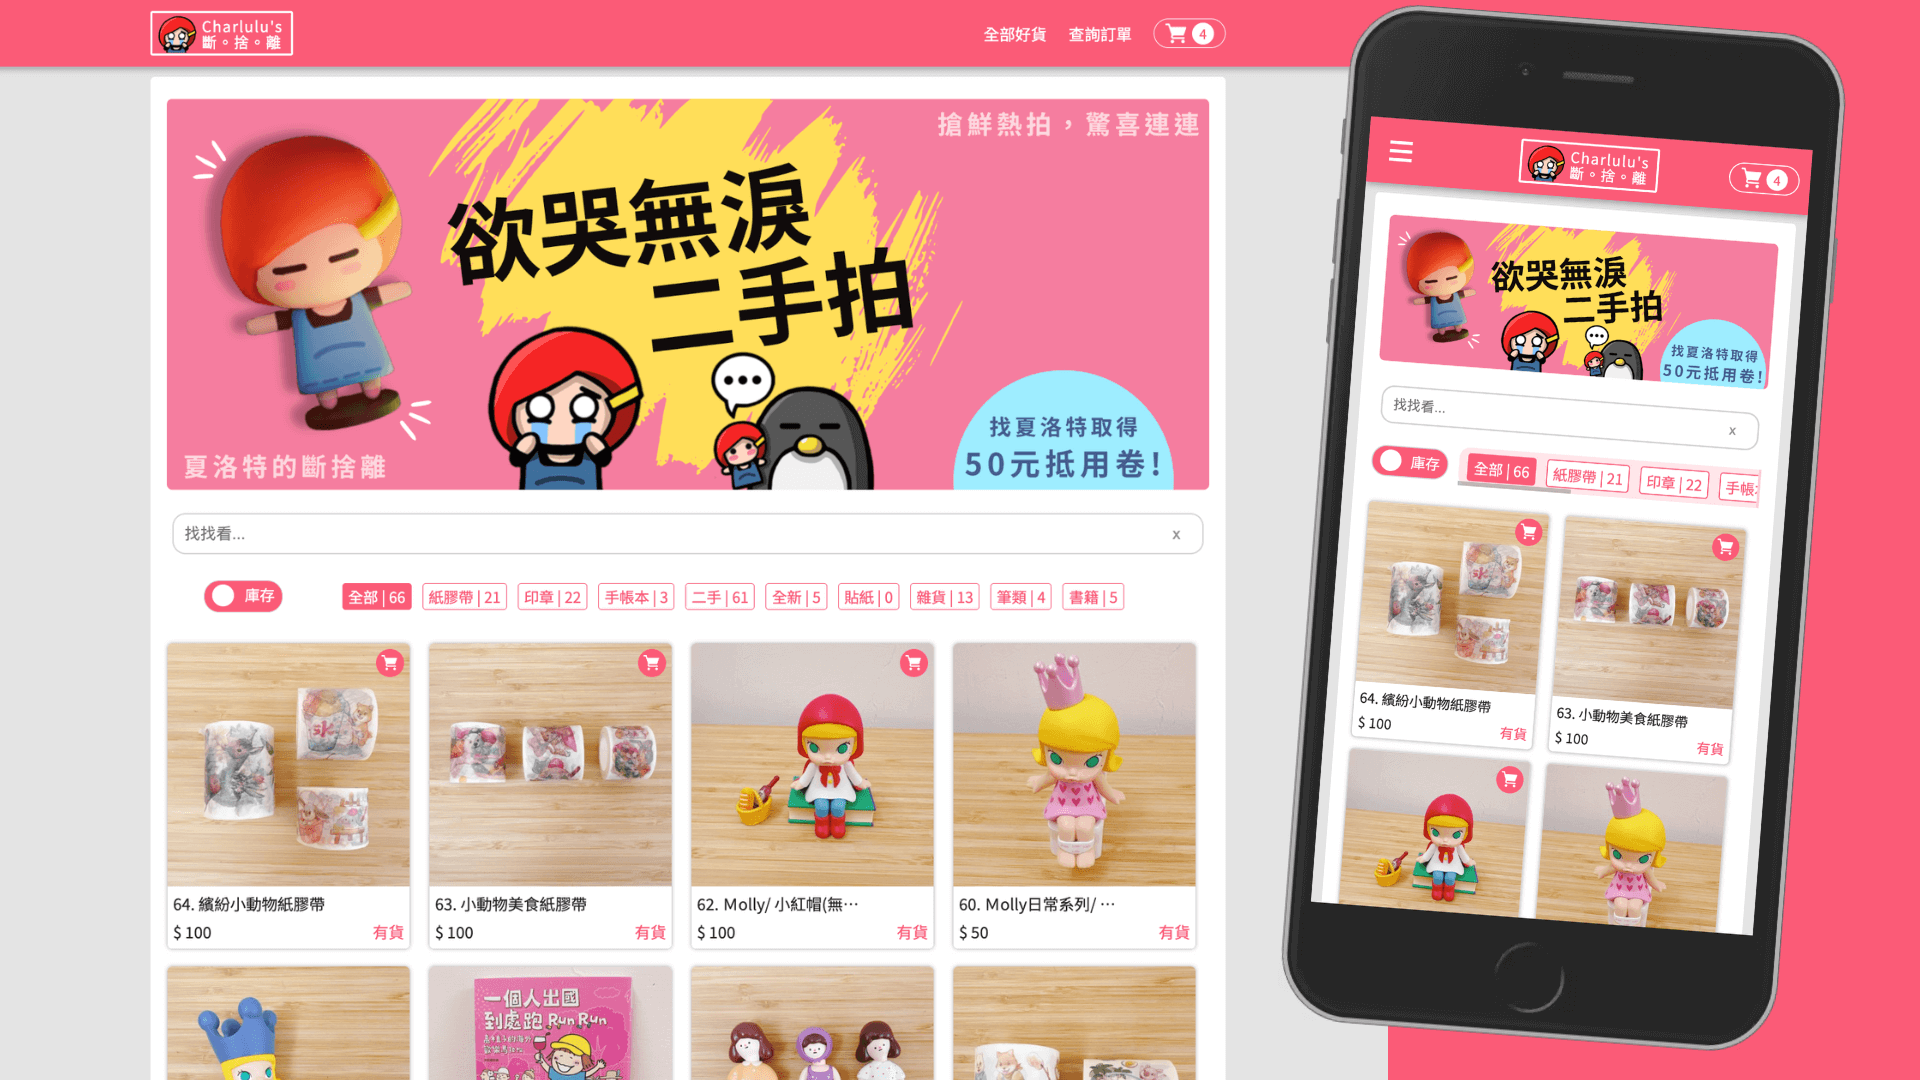 Charlulu's
斷。捨。離
全部好貨
查詢訂單
4
搶鮮熱拍，驚喜連連
欲哭無淚
二手拍
夏洛特的斷捨離
找夏洛特取得
50元抵用卷!
找找看...
x
庫存
全部 | 66
紙膠帶 | 21
印章 | 22
手帳本 | 3
二手 | 61
全新 | 5
貼紙 | 0
雜貨 | 13
筆類 | 4
書籍 | 5
64. 繽紛小動物紙膠帶
$ 100
有貨
63. 小動物美食紙膠帶
$ 100
有貨
62. Molly/ 小紅帽(無⋯
$ 100
有貨
60. Molly日常系列/ ⋯
$ 50
有貨
一個人出國
到處跑 Run Run
Charlulu's
斷。捨。離
4
欲哭無淚
二手拍
找夏洛特取得
50元抵用卷!
找找看...
x
庫存
全部 | 66
紙膠帶 | 21
印章 | 22
手帳
64. 繽紛小動物紙膠帶
$ 100
有貨
63. 小動物美食紙膠帶
$ 100
有貨